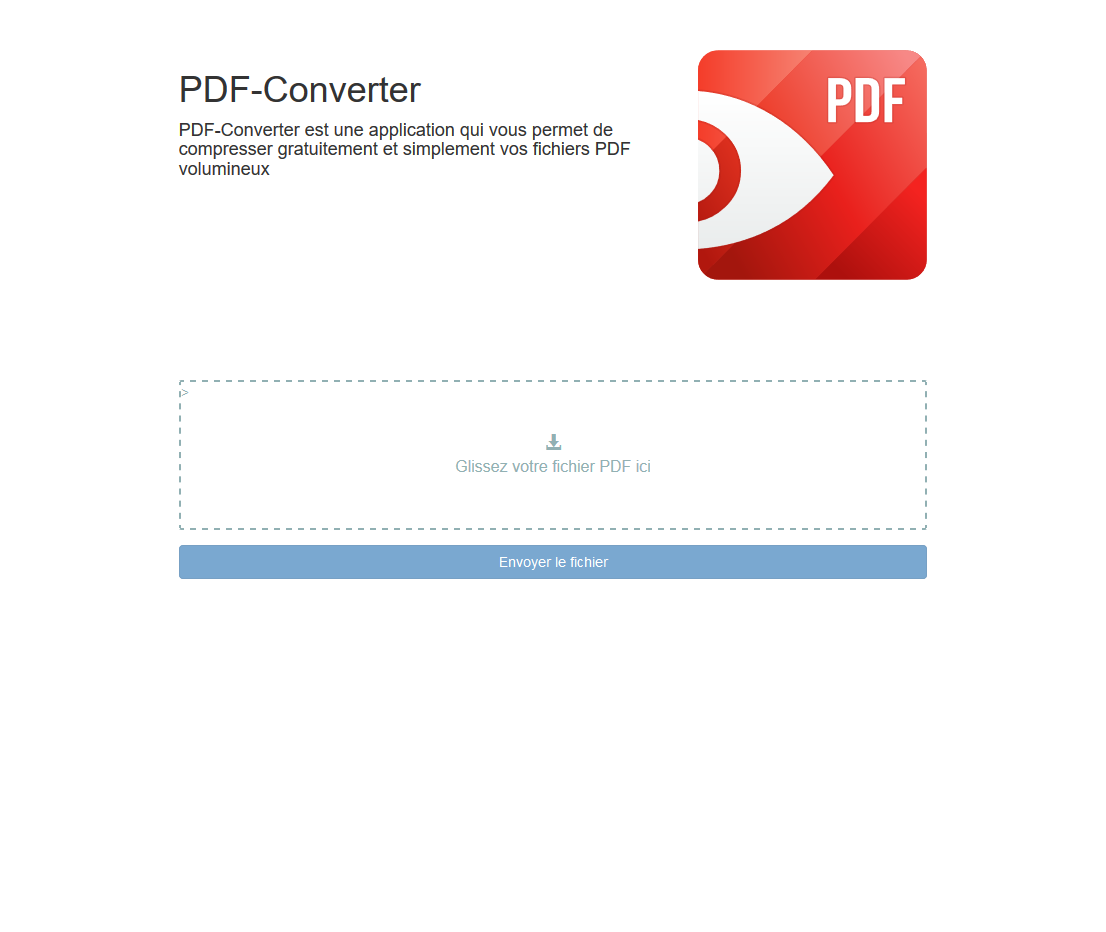 PDF-Converter
PDF-Converter est une application qui vous permet de
compresser gratuitement et simplement vos fichiers PDF
volumineux
PDF
>
Glissez votre fichier PDF ici
Envoyer le fichier